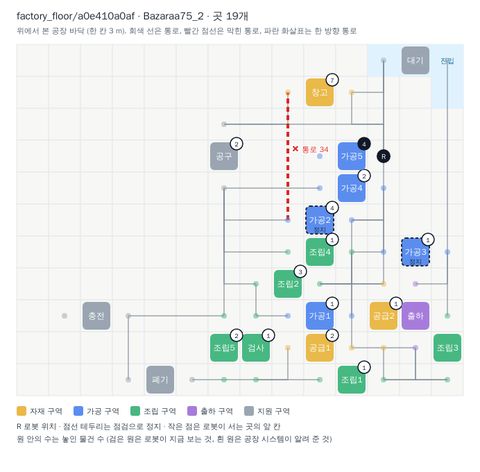 factory_floor/a0e410a0af · Bazaraa75_2 · 곳 19개
위에서 본 공장 바닥 (한 칸 3 m). 회색 선은 통로, 빨간 점선은 막힌 통로, 파란 화살표는 한 방향 통로
대기
진입
창고
7
✕ 통로 34
공구
2
가공5
4
R
가공4
2
가공2
4
정지
조립4
1
가공3
1
정지
조립2
3
충전
가공1
1
공급2
1
출하
조립5
2
검사
1
공급1
2
조립3
폐기
조립1
1
자재 구역
가공 구역
조립 구역
출하 구역
지원 구역
R 로봇 위치 · 점선 테두리는 점검으로 정지 · 작은 점은 로봇이 서는 곳의 앞 칸
원 안의 수는 놓인 물건 수 (검은 원은 로봇이 지금 보는 것, 흰 원은 공장 시스템이 알려 준 것)